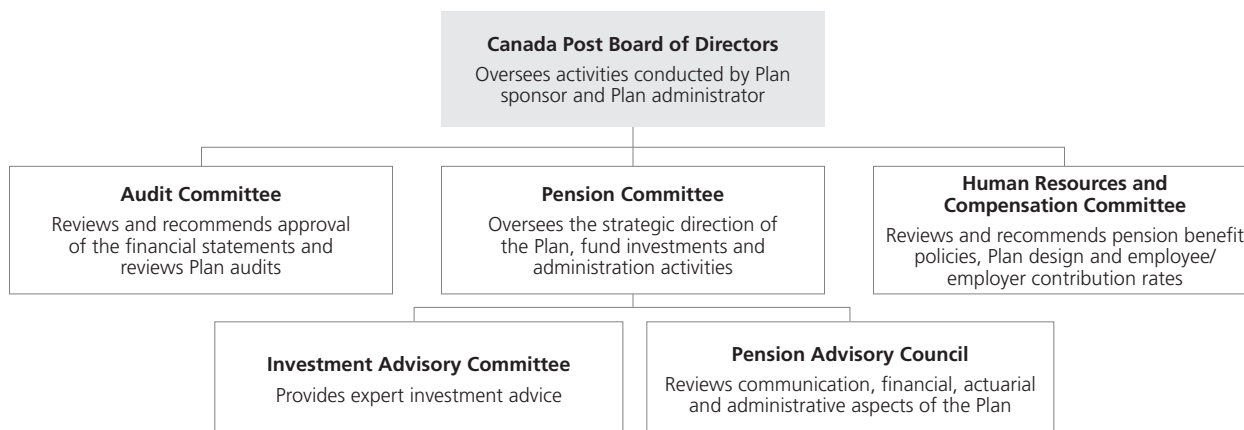 Canada Post Board of Directors
Oversees activities conducted by Plan
sponsor and Plan administrator
Audit Committee
Reviews and recommends approval
of the financial statements and
reviews Plan audits
Pension Committee
Oversees the strategic direction of
the Plan, fund investments and
administration activities
Human Resources and
Compensation Committee
Reviews and recommends pension benefit
policies, Plan design and employee/
employer contribution rates
Investment Advisory Committee
Provides expert investment advice
Pension Advisory Council
Reviews communication, financial, actuarial
and administrative aspects of the Plan